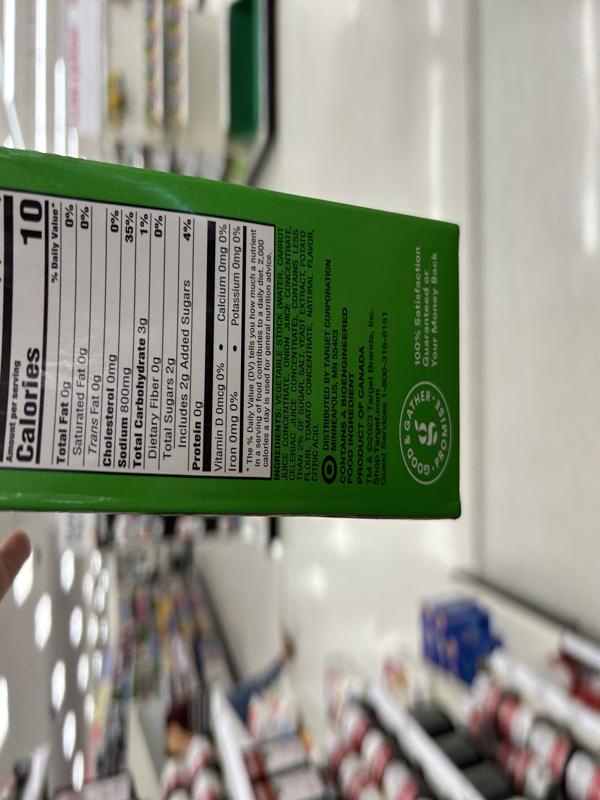 Amount per serving
Calories 10
% Daily Value*
Total Fat 0g 0%
Saturated Fat 0g 0%
Trans Fat 0g
Cholesterol 0mg 0%
Sodium 800mg 35%
Total Carbohydrate 3g 1%
Dietary Fiber 0g 0%
Total Sugars 2g
Includes 2g Added Sugars 4%
Protein 0g
Vitamin D 0mcg 0% • Calcium 0mg 0%
Iron 0mg 0% • Potassium 0mg 0%
* The % Daily Value (DV) tells you how much a nutrient
in a serving of food contributes to a daily diet. 2,000
calories a day is used for general nutrition advice.
INGREDIENTS: VEGETABLE STOCK (WATER, CARROT
JUICE CONCENTRATE, ONION JUICE CONCENTRATE,
CELERIAC JUICE CONCENTRATE), CONTAINS LESS
THAN 2% OF SUGAR, SALT, YEAST EXTRACT, POTATO
FLOUR, TOMATO CONCENTRATE, NATURAL FLAVOR,
CITRIC ACID.
DISTRIBUTED BY TARGET CORPORATION
MINNEAPOLIS, MN 55403
CONTAINS A BIOENGINEERED
FOOD INGREDIENT
PRODUCT OF CANADA
TM & ©2023 Target Brands, Inc.
Shop Target.com
Guest Services 1-800-316-6151
GOOD & GATHER • PROMISE •
100% Satisfaction
Guaranteed or
Your Money Back